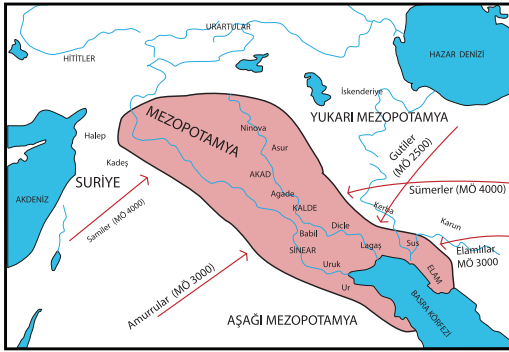 URARTULAR
HİTİTLER
HAZAR DENİZİ
İskenderiye
YUKARI MEZOPOTAMYA
MEZOPOTAMYA
Ninova
Halep
Asur
Gutiler
(MÖ 2500)
Kadeş
SURİYE
AKAD
AKDENİZ
Samiler (MÖ 4000)
Agade
Sümerler (MÖ 4000)
KALDE
Kerha
Karun
Babil
Dicle
SİNEAR
Lagaş
Sus
Elamlılar
MÖ 3000
Uruk
ELAM
Amurrular (MÖ 3000)
Ur
BASRA KÖRFEZİ
AŞAĞI MEZOPOTAMYA